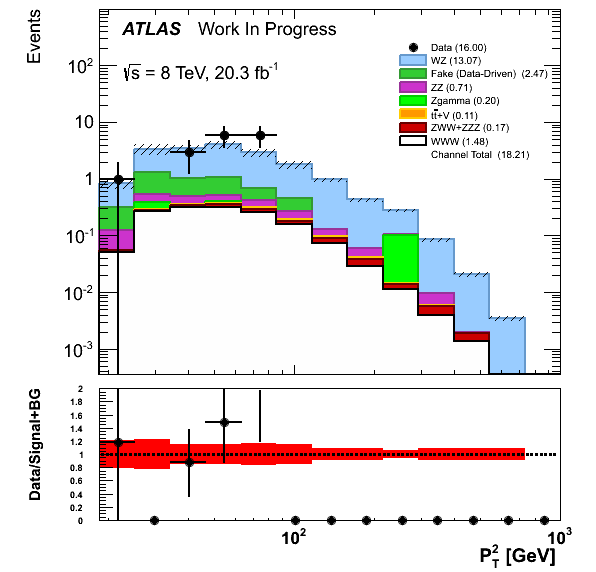 Events
ATLAS Work In Progress
√s = 8 TeV, 20.3 fb⁻¹
Data (16.00)
WZ (13.07)
Fake (Data-Driven) (2.47)
ZZ (0.71)
Zgamma (0.20)
tt̄+V (0.11)
ZWW+ZZZ (0.17)
WWW (1.48)
Channel Total (18.21)
10²
10
1
10⁻¹
10⁻²
10⁻³
Data/Signal+BG
2
1.8
1.6
1.4
1.2
1
0.8
0.6
0.4
0.2
0
10²
10³
P²_T [GeV]